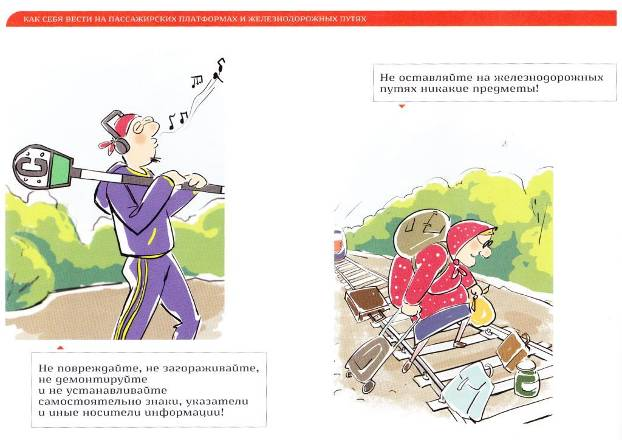 КАК СЕБЯ ВЕСТИ НА ПАССАЖИРСКИХ ПЛАТФОРМАХ И ЖЕЛЕЗНОДОРОЖНЫХ ПУТЯХ
Не оставляйте на железнодорожных
путях никакие предметы!
С
Не повреждайте, не загораживайте,
не демонтируйте
и не устанавливайте
самостоятельно знаки, указатели
и иные носители информации!